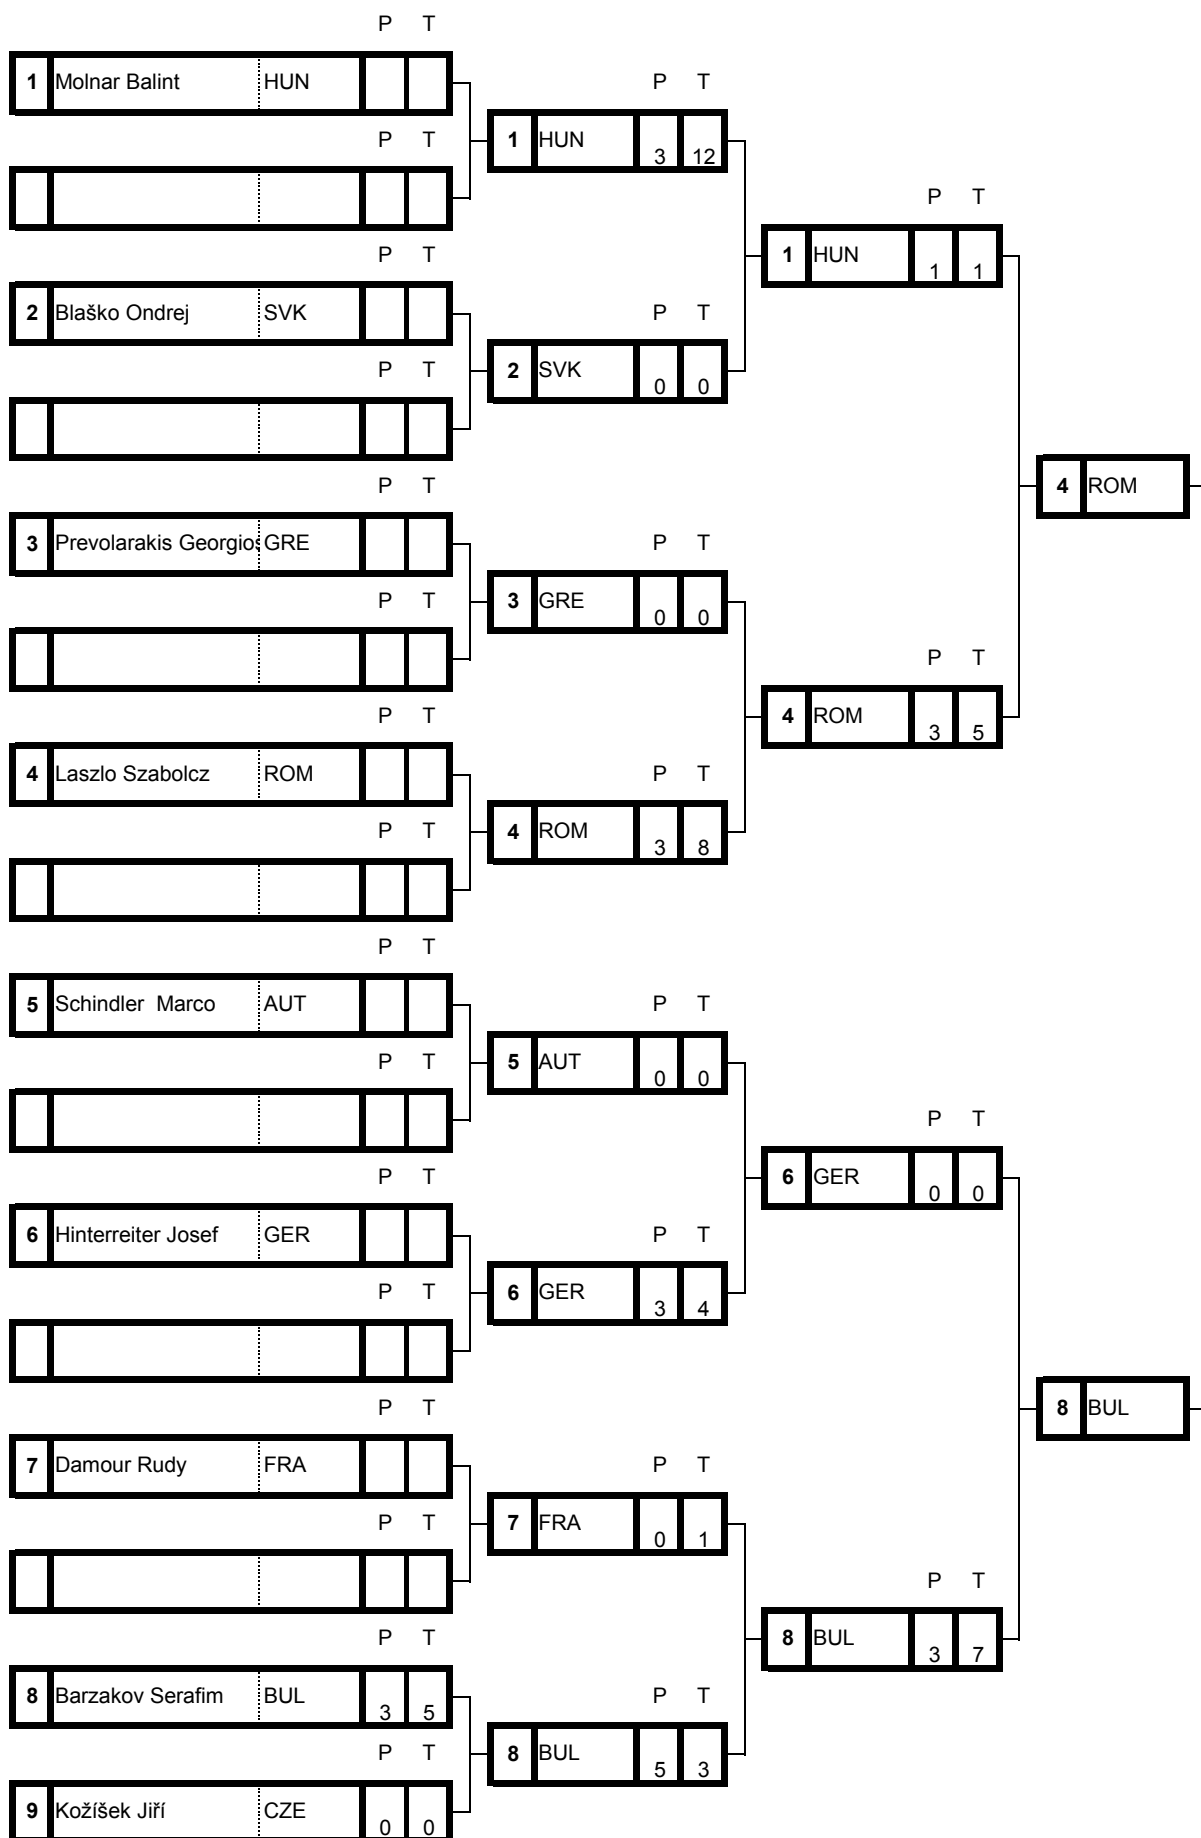 P T
1 Molnar Balint HUN
P T
P T
1 HUN 3 12
P T
P T
1 HUN 1 1
2 Blaško Ondrej SVK
P T
P T
2 SVK 0 0
P T
4 ROM
3 Prevolarakis Georgios GRE
P T
P T
3 GRE 0 0
P T
P T
4 ROM 3 5
4 Laszlo Szabolcz ROM
P T
P T
4 ROM 3 8
P T
5 Schindler Marco AUT
P T
P T
5 AUT 0 0
P T
P T
6 GER 0 0
6 Hinterreiter Josef GER
P T
P T
6 GER 3 4
P T
8 BUL
7 Damour Rudy FRA
P T
P T
7 FRA 0 1
P T
P T
8 BUL 3 7
8 Barzakov Serafim BUL 3 5
P T
P T
8 BUL 5 3
9 Kožíšek Jiří CZE 0 0